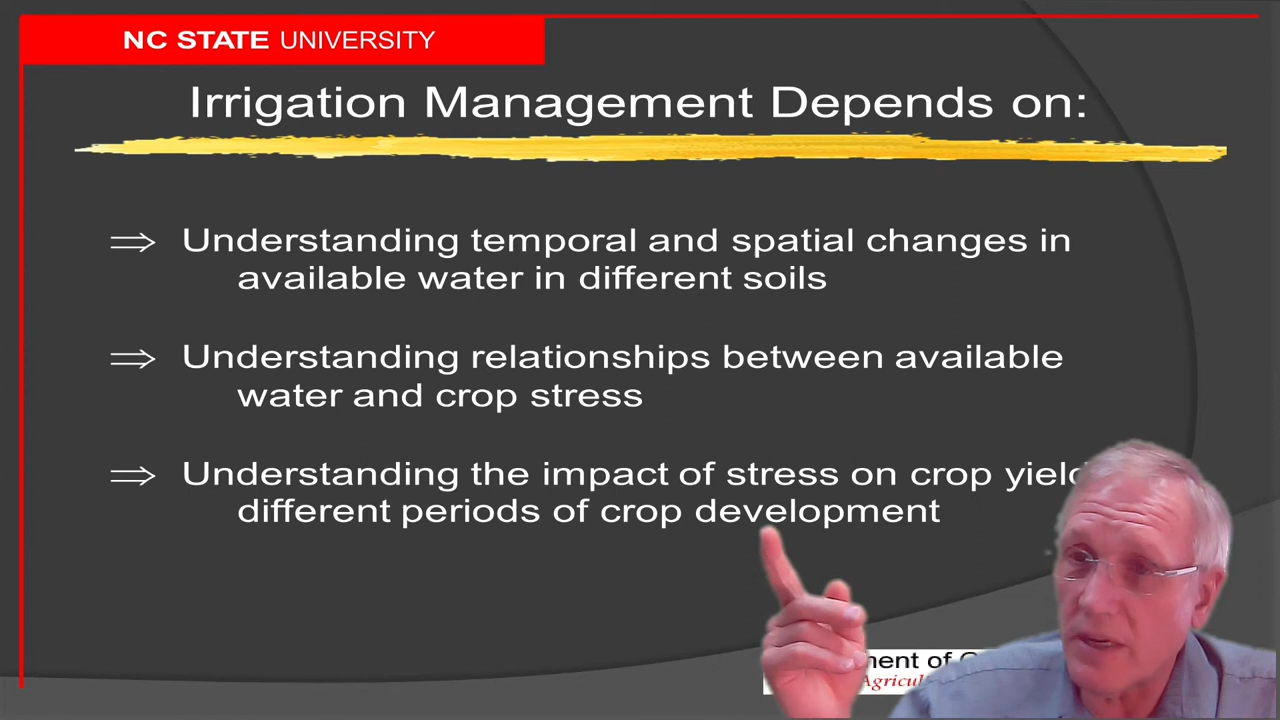 NC STATE UNIVERSITY
Irrigation Management Depends on:
⇒ Understanding temporal and spatial changes in
available water in different soils
⇒ Understanding relationships between available
water and crop stress
⇒ Understanding the impact of stress on crop yield
different periods of crop development
of